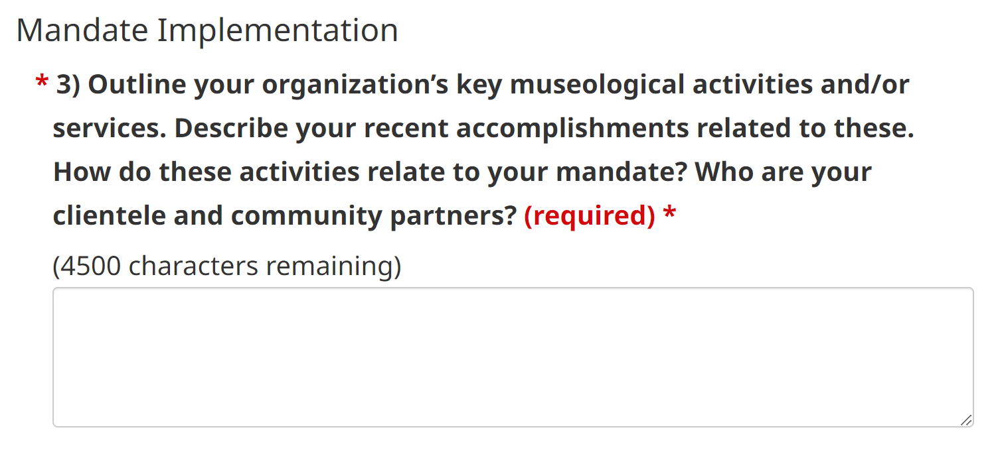 Mandate Implementation
* 3) Outline your organization’s key museological activities and/or
services. Describe your recent accomplishments related to these.
How do these activities relate to your mandate? Who are your
clientele and community partners? (required) *
(4500 characters remaining)